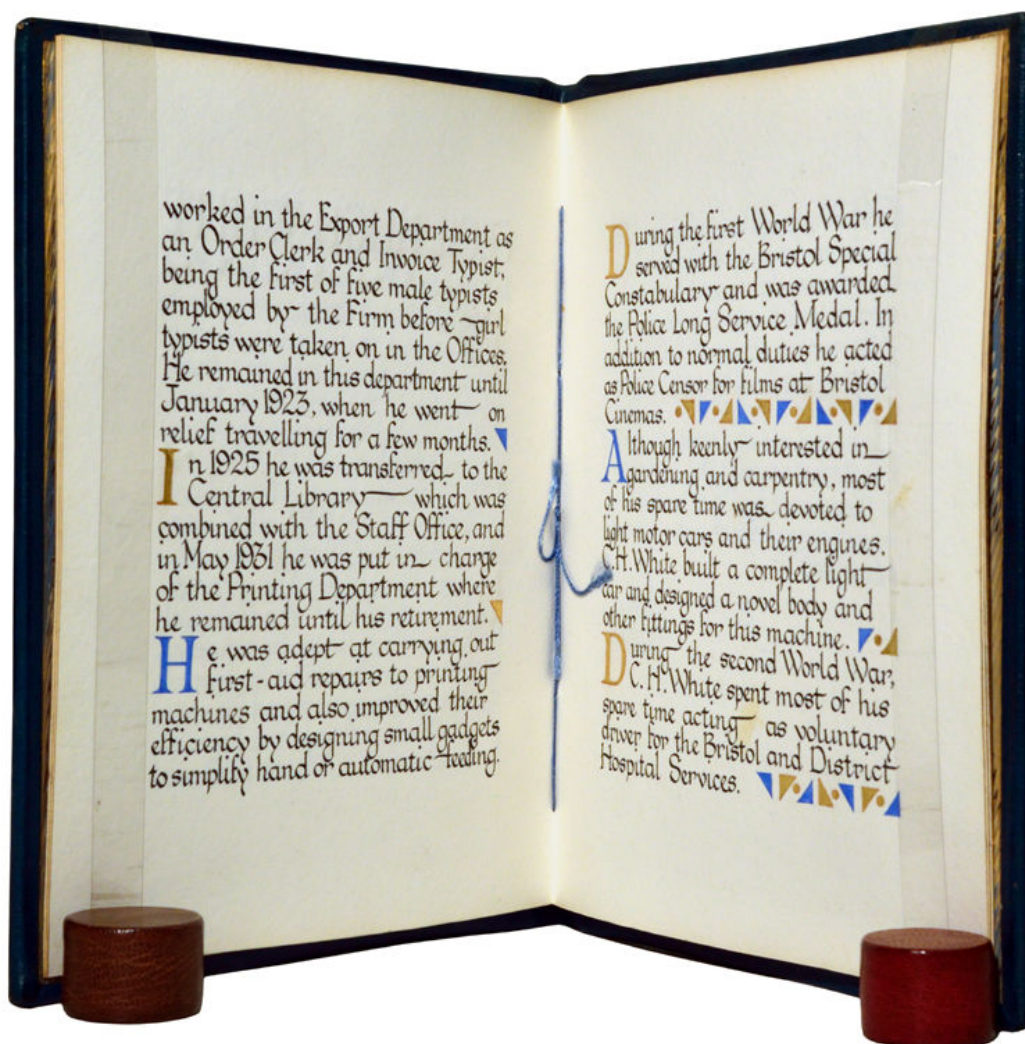 worked in the Export Department as
an Order Clerk and Invoice Typist,
being the first of five male typists
employed by the Firm before girl
typists were taken on in the Offices.
He remained in this department until
January 1923, when he went on
relief travelling for a few months.
In 1925 he was transferred to the
Central Library which was
combined with the Staff Office, and
in May 1931 he was put in charge
of the Printing Department where
he remained until his retirement.
He was adept at carrying out
first-aid repairs to printing
machines and also improved their
efficiency by designing small gadgets
to simplify hand or automatic feeding.
During the first World War he
served with the Bristol Special
Constabulary and was awarded
the Police Long Service Medal. In
addition to normal duties he acted
as Police Censor for films at Bristol
Cinemas.
Although keenly interested in
gardening and carpentry, most
of his spare time was devoted to
light motor cars and their engines.
C.H. White built a complete light
car and designed a novel body and
other fittings for this machine.
During the second World War,
C. H. White spent most of his
spare time acting as voluntary
driver for the Bristol and District
Hospital Services.